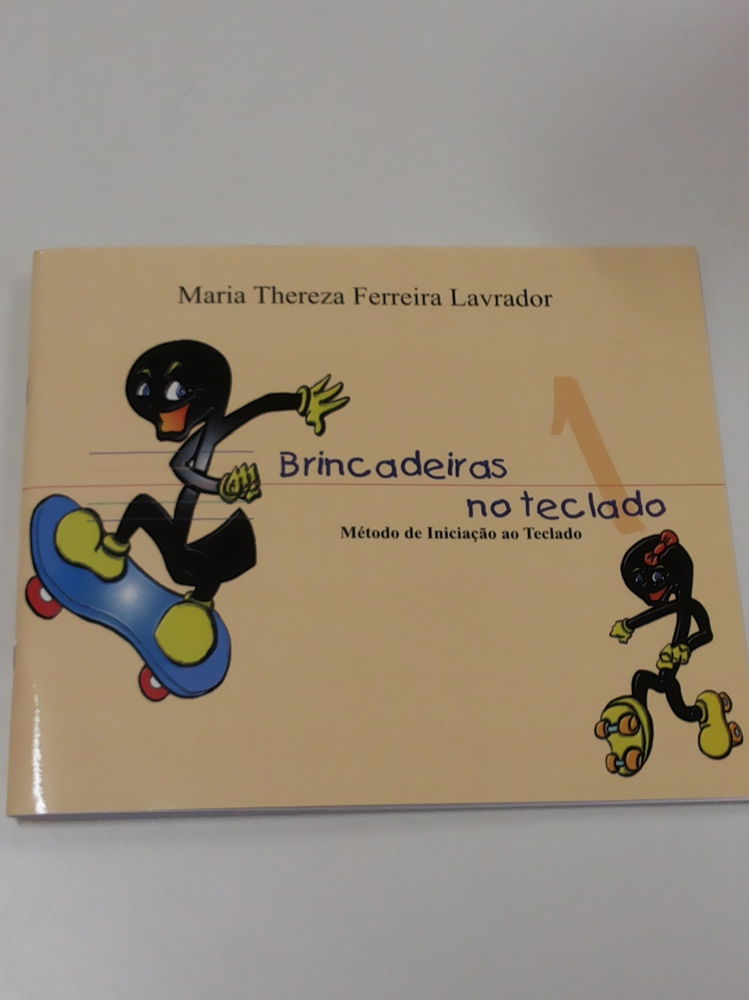 Maria Thereza Ferreira Lavrador
1
Brincadeiras
no teclado
Método de Iniciação ao Teclado